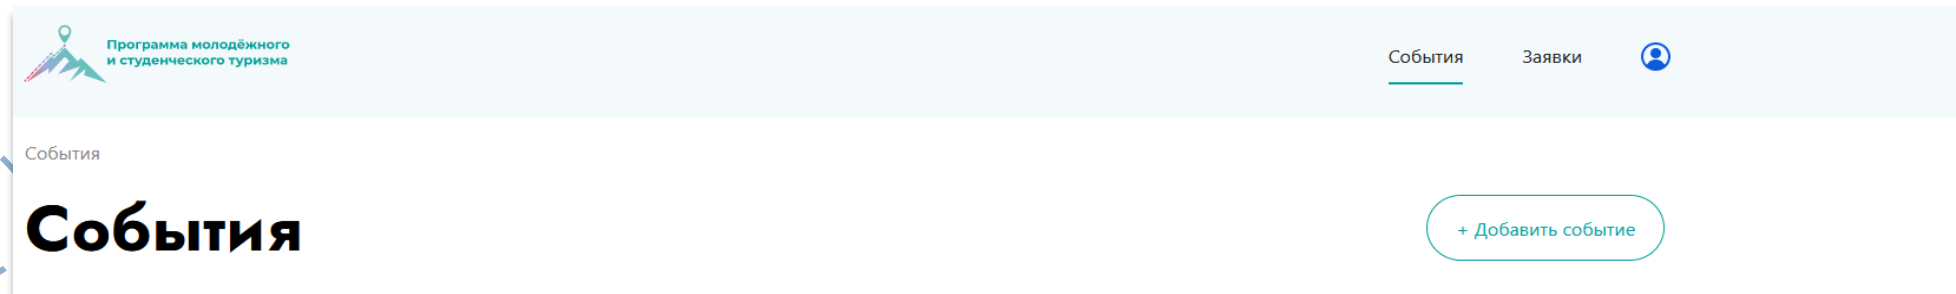 Программа молодёжного
и студенческого туризма
События Заявки
События
События
+ Добавить событие